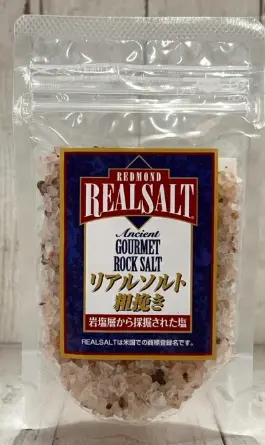 REDMOND
REALSALT
Ancient
GOURMET
ROCK SALT
リアルソルト
粗挽き
岩塩層から採掘された塩
REALSALTは米国での商標登録名です。